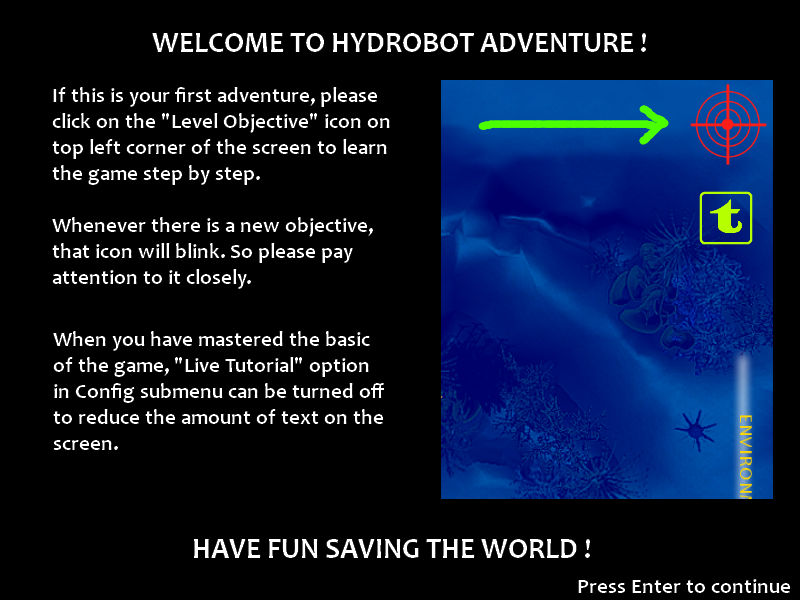 WELCOME TO HYDROBOT ADVENTURE !
If this is your first adventure, please
click on the "Level Objective" icon on
top left corner of the screen to learn
the game step by step.
Whenever there is a new objective,
that icon will blink. So please pay
attention to it closely.
When you have mastered the basic
of the game, "Live Tutorial" option
in Config submenu can be turned off
to reduce the amount of text on the
screen.
t
HAVE FUN SAVING THE WORLD !
Press Enter to continue